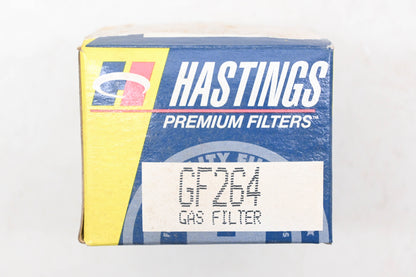 HASTINGS
PREMIUM FILTERS™
GF264
GAS FILTER